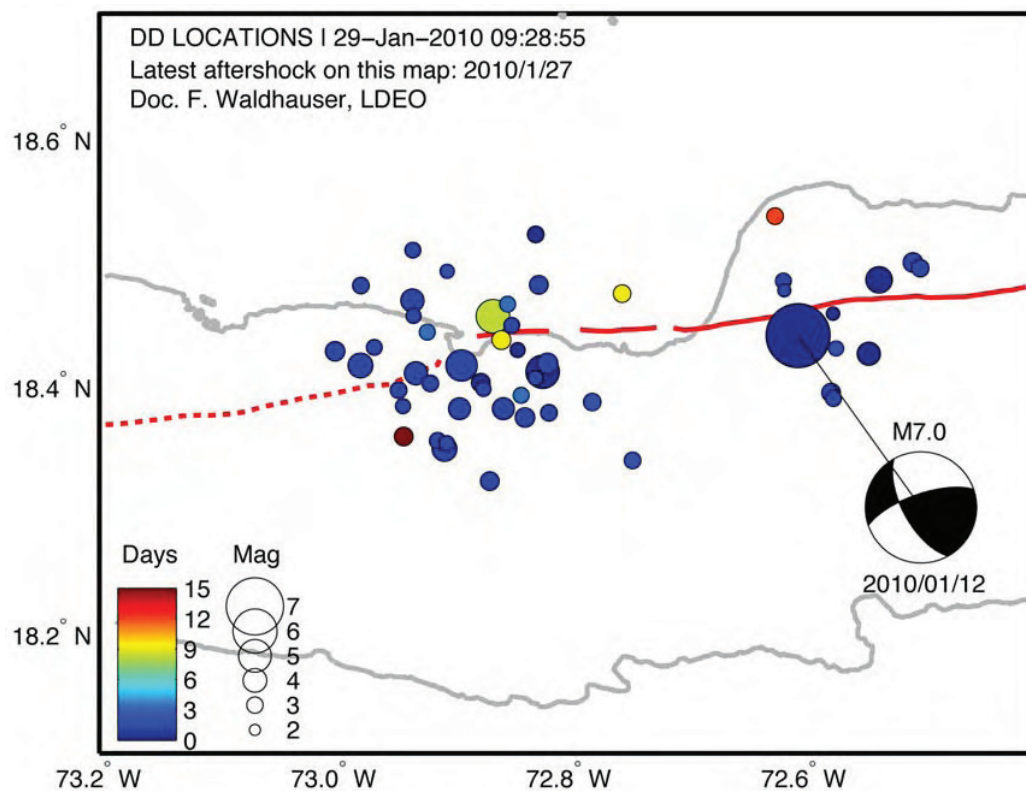 DD LOCATIONS | 29-Jan-2010 09:28:55
Latest aftershock on this map: 2010/1/27
Doc. F. Waldhauser, LDEO
18.6° N
18.4° N
M7.0
2010/01/12
Days
Mag
15
12
9
6
3
0
7
6
5
4
3
2
18.2° N
73.2° W
73.0° W
72.8° W
72.6° W